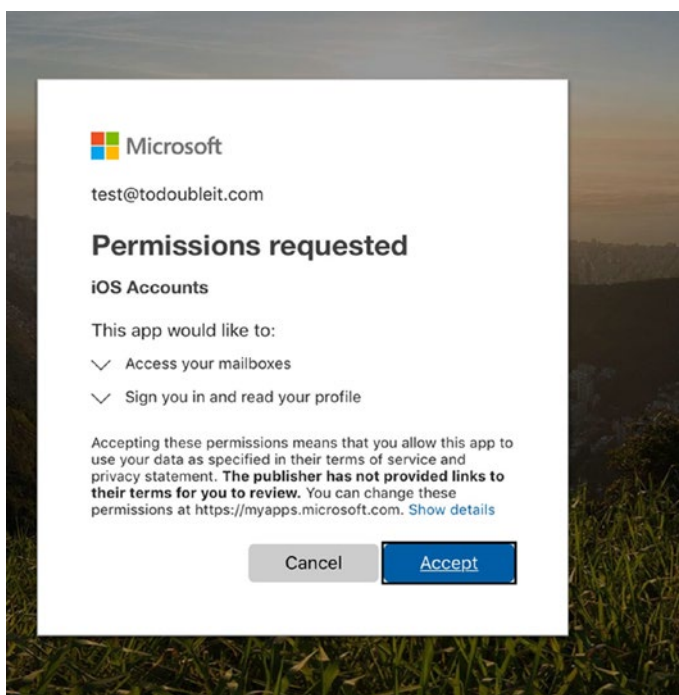 Microsoft
test@todoubleit.com
Permissions requested
iOS Accounts
This app would like to:
Access your mailboxes
Sign you in and read your profile
Accepting these permissions means that you allow this app to
use your data as specified in their terms of service and
privacy statement. The publisher has not provided links to
their terms for you to review. You can change these
permissions at https://myapps.microsoft.com. Show details
Cancel
Accept